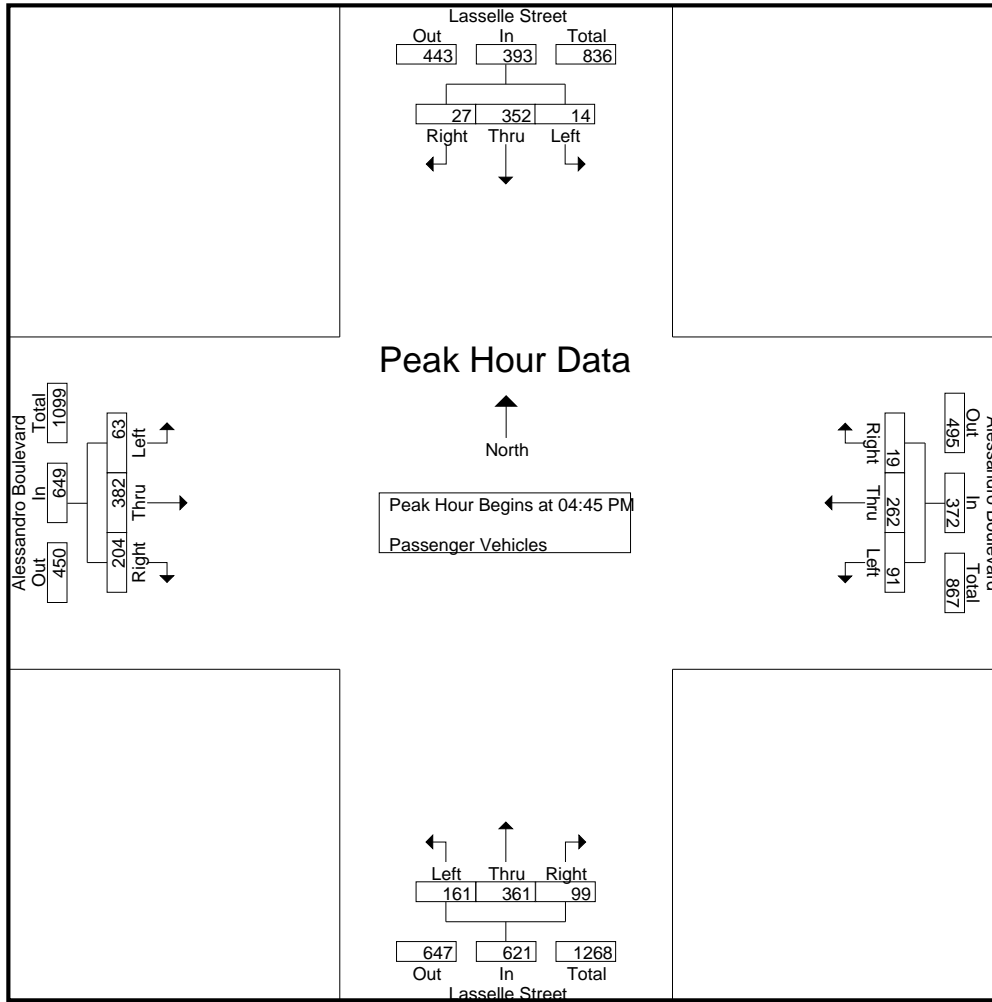 Lasselle Street
Out In Total
443 393 836
27 352 14
Right Thru Left
Peak Hour Data
North
Peak Hour Begins at 04:45 PM
Passenger Vehicles
Alessandro Boulevard
Total In Out
1099 649 450
63 382 204
Left Thru Right
Alessandro Boulevard
Out In Total
495 372 867
19 262 91
Right Thru Left
Left Thru Right
161 361 99
647 621 1268
Out In Total
Lasselle Street